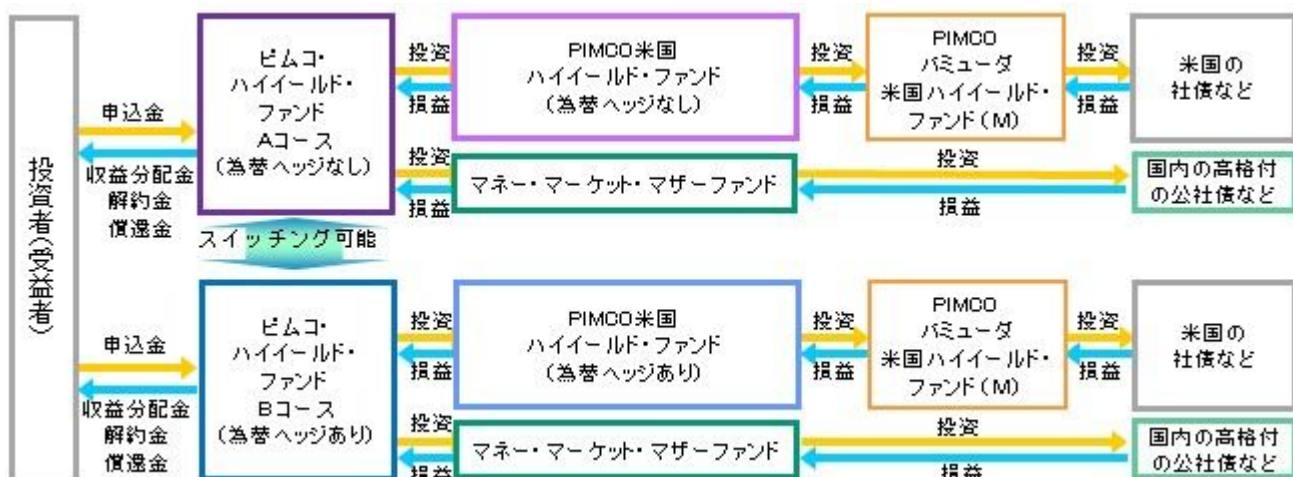 投資者(受益者)
申込金
収益分配金
解約金
償還金
ピムコ・
ハイイールド・
ファンド
Aコース
(為替ヘッジなし)
投資
損益
PIMCO米国
ハイイールド・ファンド
(為替ヘッジなし)
投資
損益
PIMCO
バミューダ
米国ハイイールド・
ファンド(M)
投資
損益
米国の
社債など
投資
損益
マネー・マーケット・マザーファンド
投資
損益
国内の高格付
の公社債など
スイッチング可能
申込金
収益分配金
解約金
償還金
ピムコ・
ハイイールド・
ファンド
Bコース
(為替ヘッジあり)
投資
損益
PIMCO米国
ハイイールド・ファンド
(為替ヘッジあり)
投資
損益
PIMCO
バミューダ
米国ハイイールド・
ファンド(M)
投資
損益
米国の
社債など
投資
損益
マネー・マーケット・マザーファンド
投資
損益
国内の高格付
の公社債など